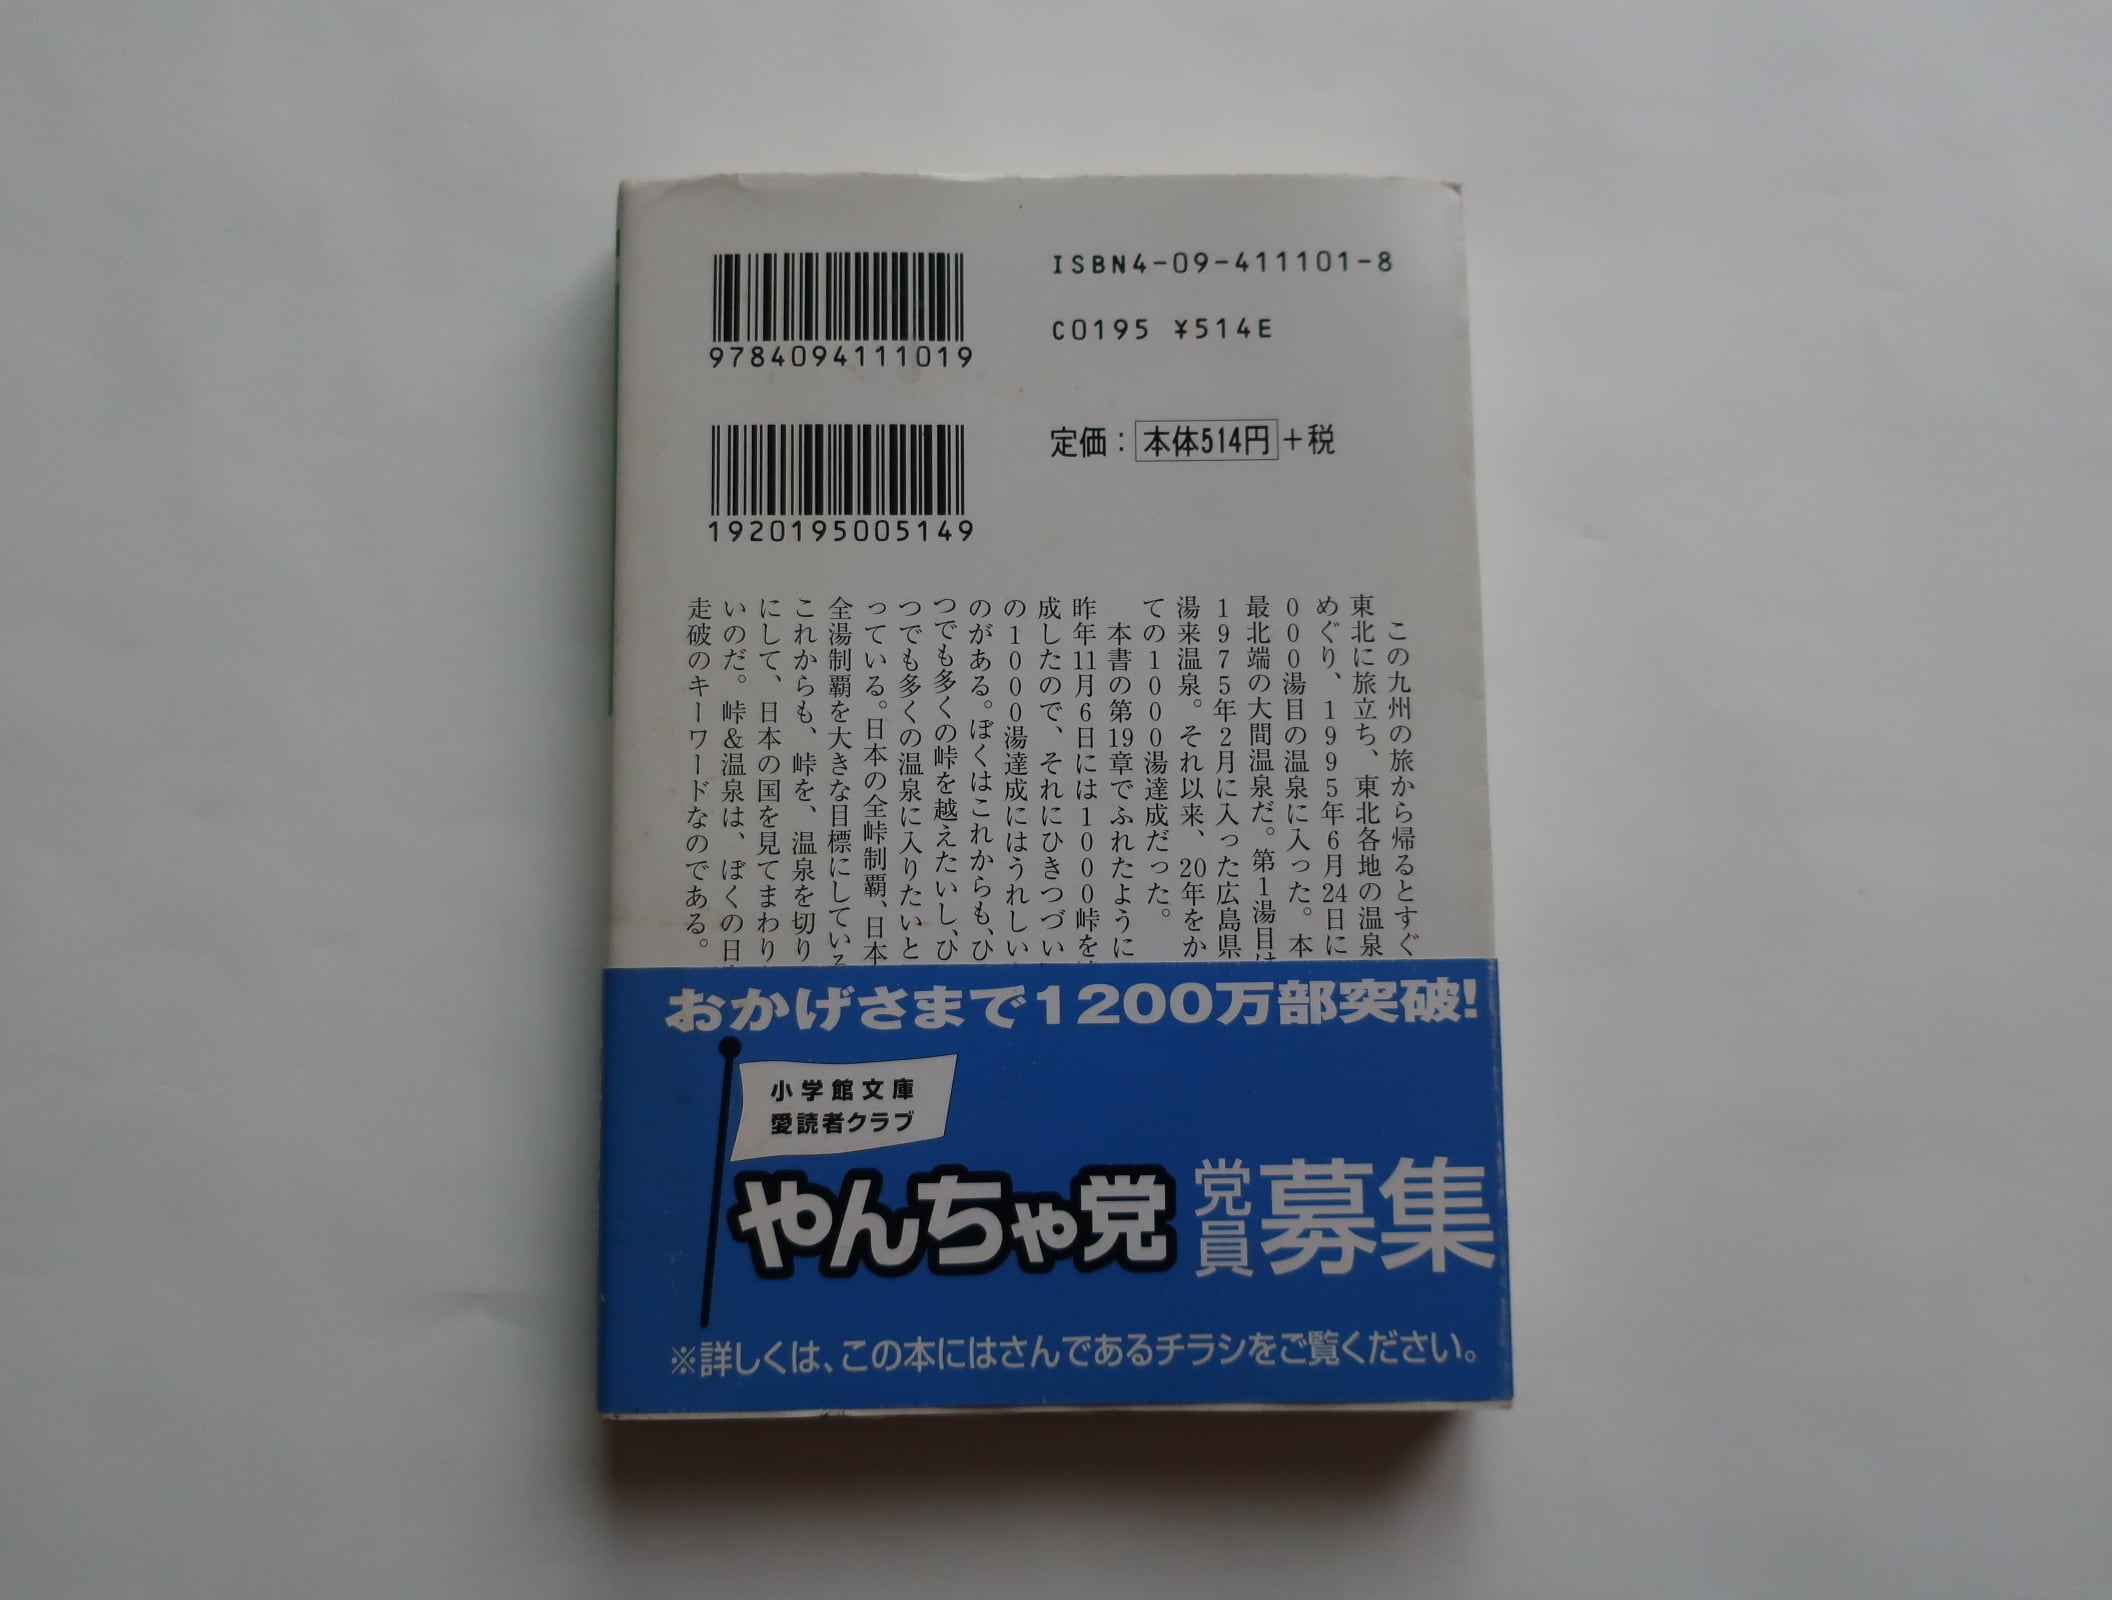 9784094111019
ISBN4-09-411101-8
C0195 ¥514E
1920195005149
定価：本体514円＋税
この九州の旅から帰るとすぐ
東北に旅立ち、東北各地の温泉
めぐり、1995年6月24日に
000湯目の温泉に入った。本
最北端の大間温泉だ。第1湯目は
1975年2月に入った広島県
湯来温泉。それ以来、20年をか
ての1000湯達成だった。
本書の第19章でふれたように
昨年11月6日には1000峠を
成したので、それにひきつづい
の1000湯達成にはうれしい
のがある。ぼくはこれからも、ひ
つでも多くの峠を越えたいし、ひ
つでも多くの温泉に入りたいと
っている。日本の全峠制覇、日本
全湯制覇を大きな目標にしている
これからも、峠を、温泉を切り
にして、日本の国を見てまわり
いのだ。峠＆温泉は、ぼくの日
走破のキーワードなのである。
おかげさまで1200万部突破!
小学館文庫
愛読者クラブ
やんちゃ党 党員募集
※詳しくは、この本にはさんであるチラシをご覧ください。